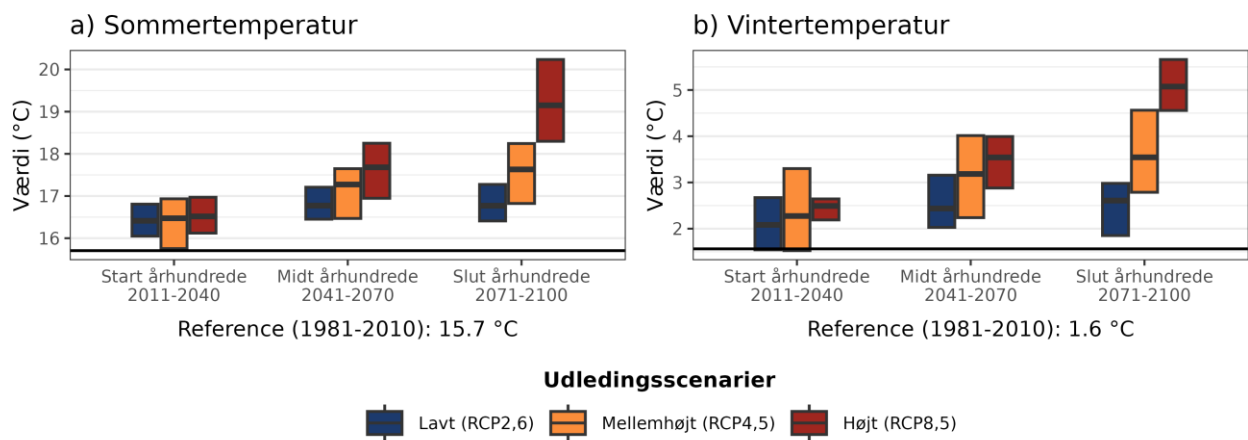 a) Sommertemperatur
Værdi (°C)
20
19
18
17
16
Start århundrede
2011-2040
Midt århundrede
2041-2070
Slut århundrede
2071-2100
Reference (1981-2010): 15.7 °C
b) Vintertemperatur
Værdi (°C)
5
4
3
2
Start århundrede
2011-2040
Midt århundrede
2041-2070
Slut århundrede
2071-2100
Reference (1981-2010): 1.6 °C
Udledingsscenarier
Lavt (RCP2,6)
Mellemhøjt (RCP4,5)
Højt (RCP8,5)